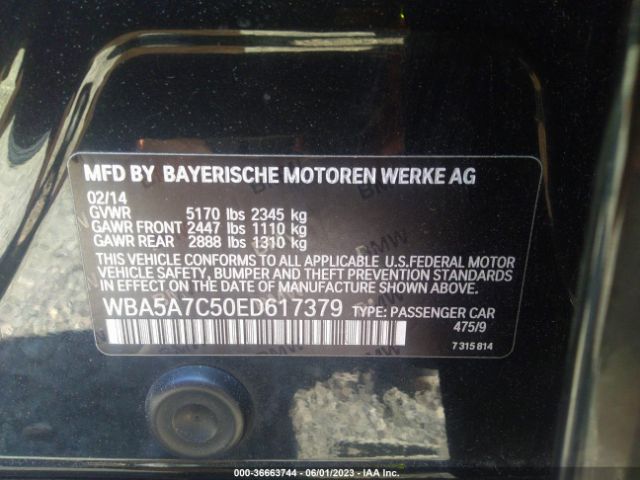 MFD BY BAYERISCHE MOTOREN WERKE AG
02/14
GVWR 5170 lbs 2345 kg
GAWR FRONT 2447 lbs 1110 kg
GAWR REAR 2888 lbs 1310 kg
THIS VEHICLE CONFORMS TO ALL APPLICABLE U.S.FEDERAL MOTOR
VEHICLE SAFETY, BUMPER AND THEFT PREVENTION STANDARDS
IN EFFECT ON THE DATE OF MANUFACTURE SHOWN ABOVE.
WBA5A7C50ED617379 TYPE: PASSENGER CAR
475/9
7 315 814
000-36663744 - 06/01/2023 - IAA Inc.